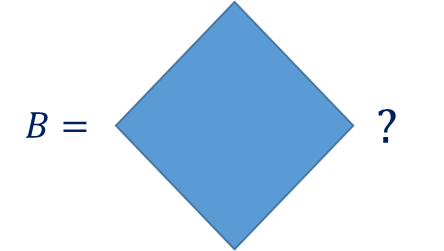 B = ?